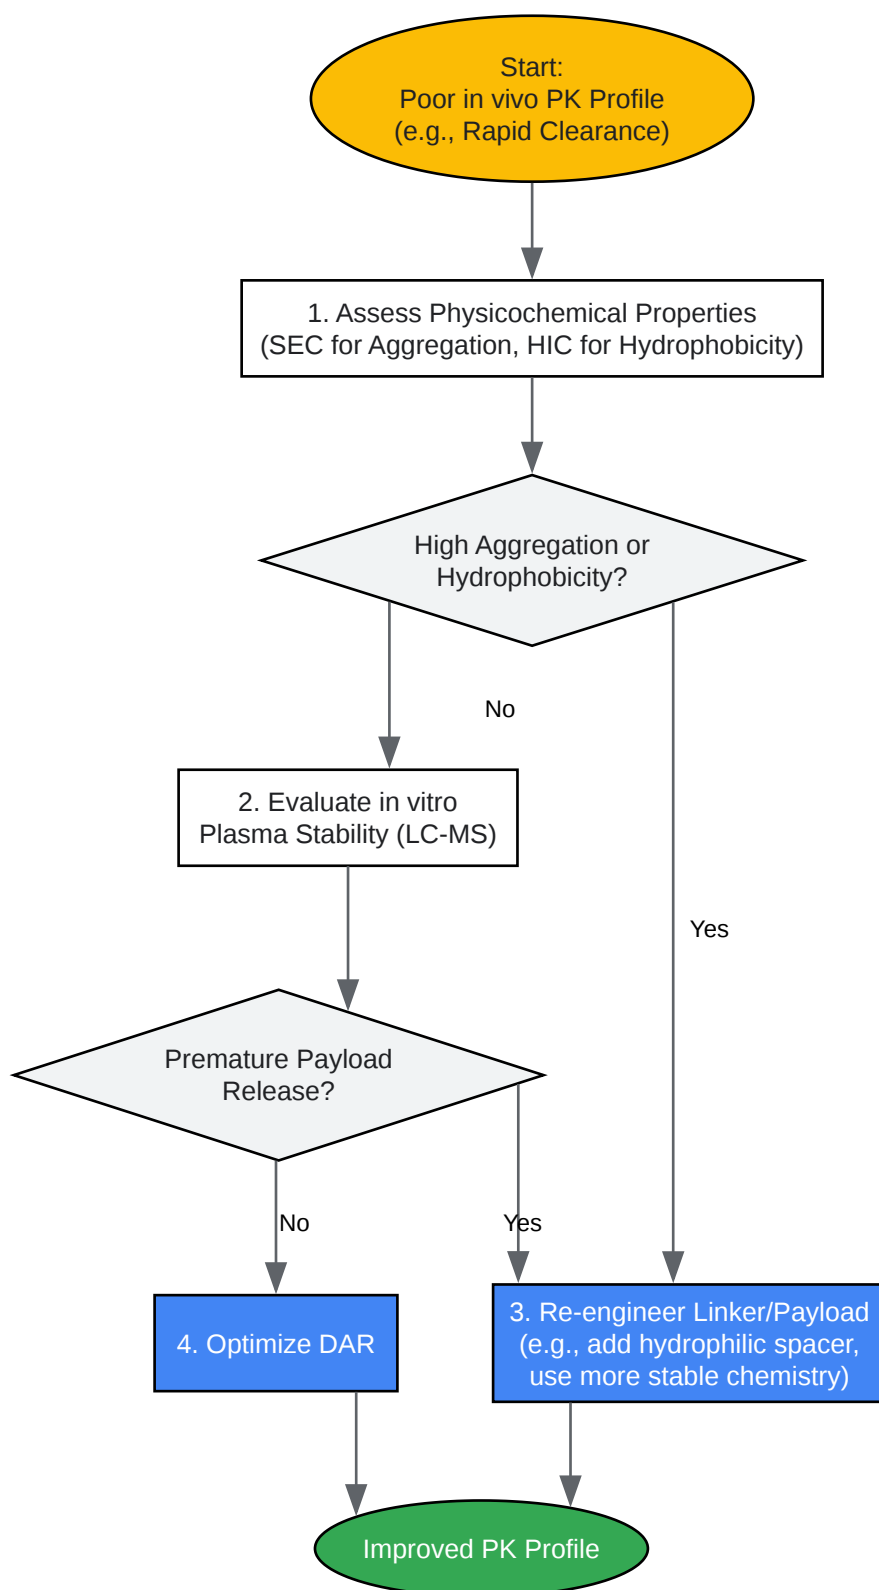 Start:
Poor in vivo PK Profile
(e.g., Rapid Clearance)
1. Assess Physicochemical Properties
(SEC for Aggregation, HIC for Hydrophobicity)
High Aggregation or
Hydrophobicity?
No
2. Evaluate in vitro
Plasma Stability (LC-MS)
Yes
Premature Payload
Release?
No
Yes
4. Optimize DAR
3. Re-engineer Linker/Payload
(e.g., add hydrophilic spacer,
use more stable chemistry)
Improved PK Profile